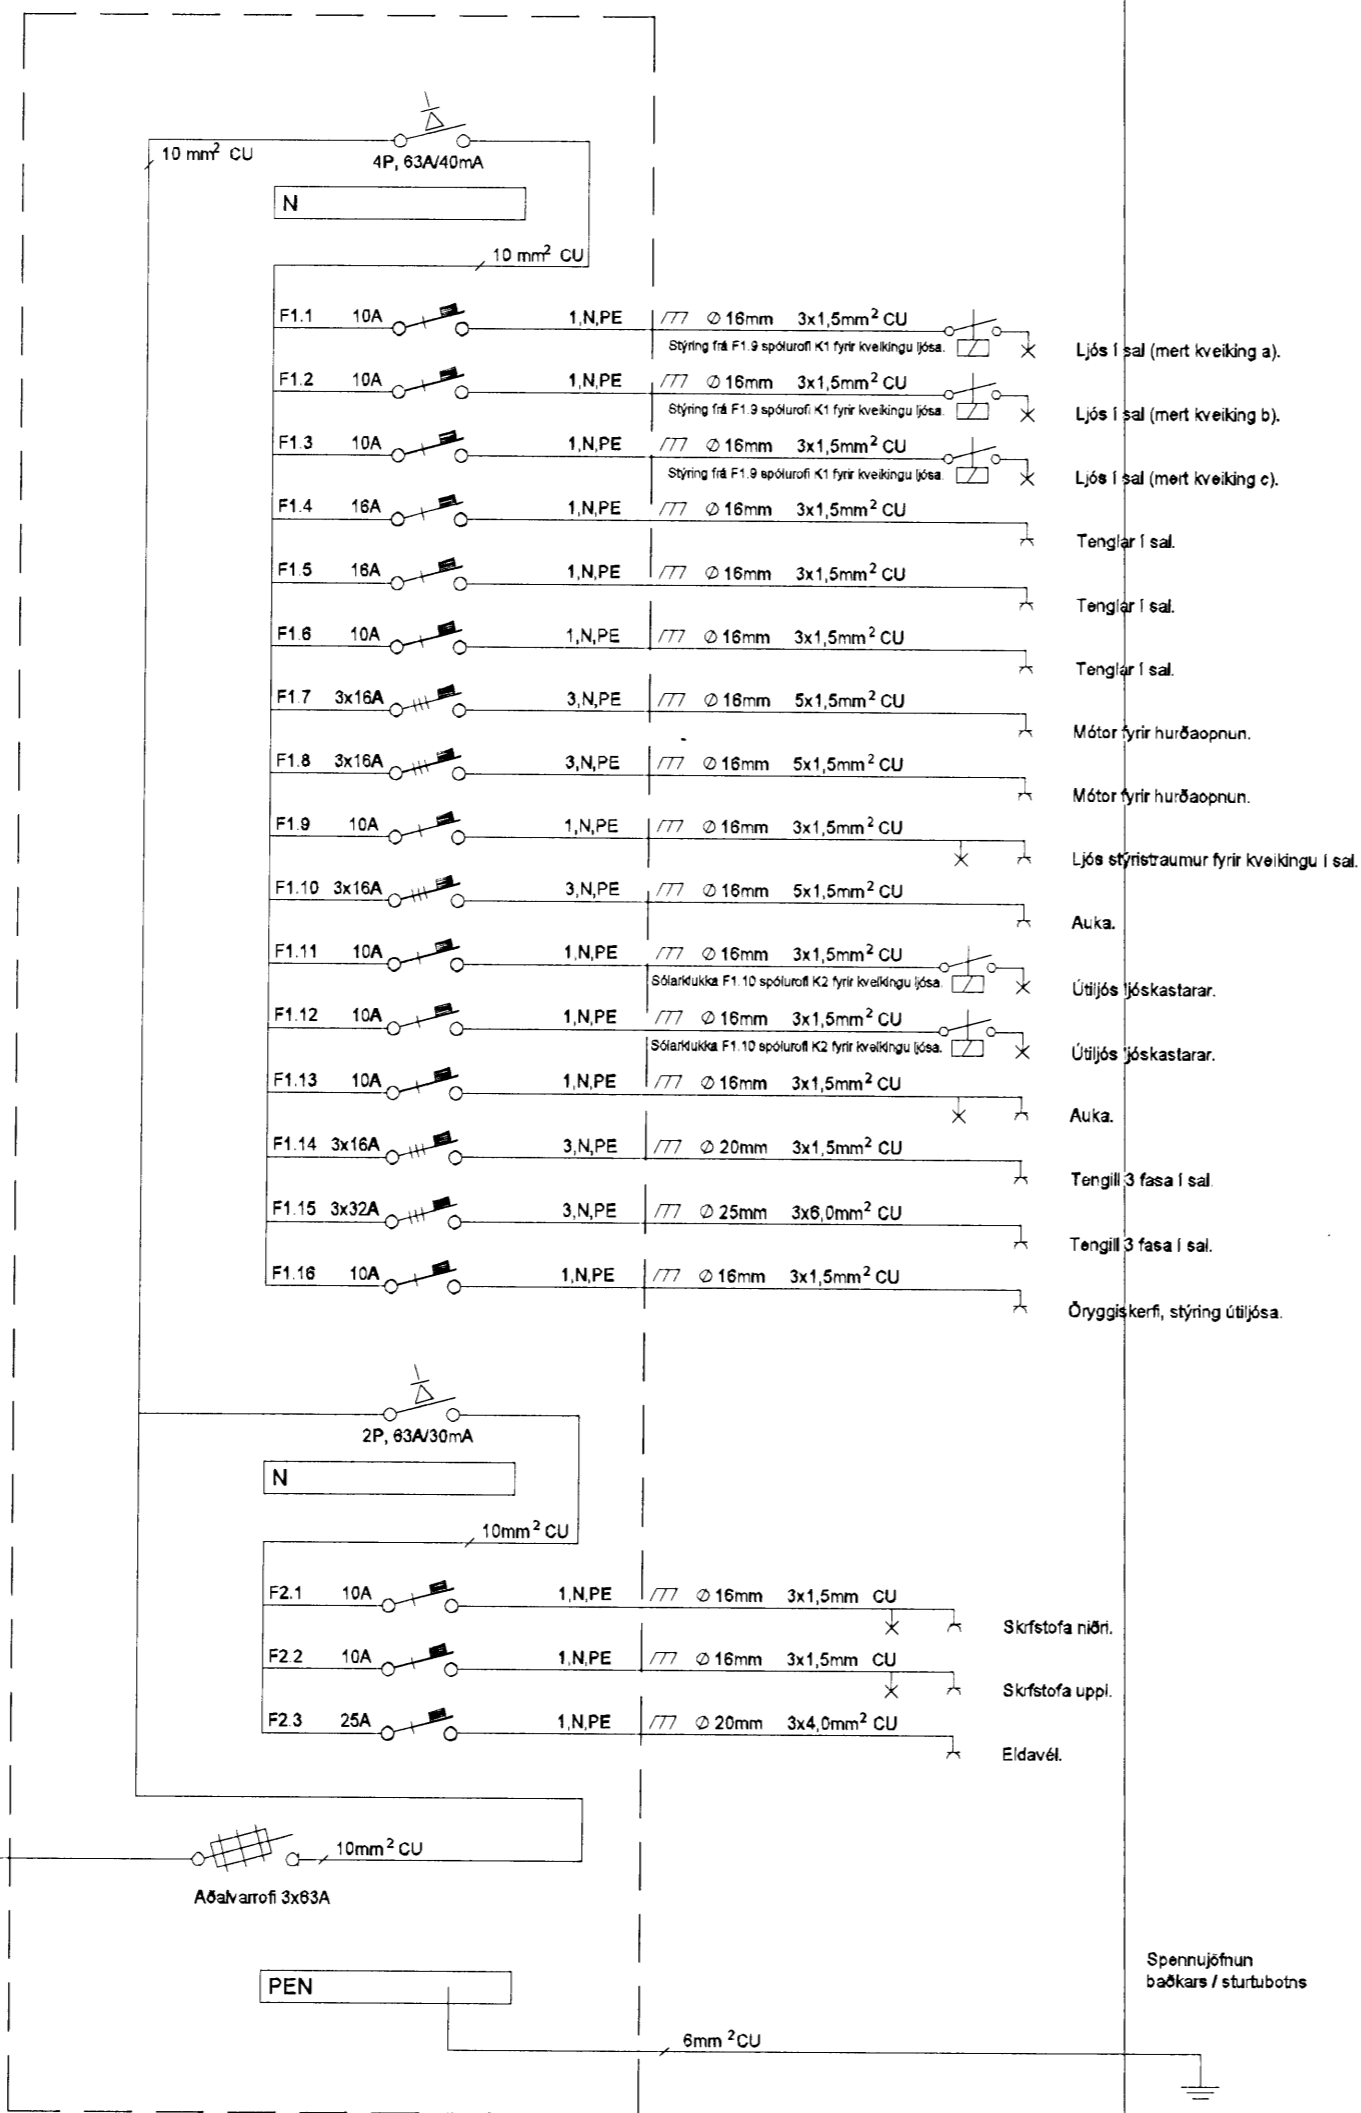 10 mm² CU
4P, 63A/40mA
N
10 mm² CU
F1.1 10A 1,N,PE Ø 16mm 3x1,5mm² CU
Stýring frá F1.9 spólurofi K1 fyrir kveikingu ljósa.
Ljós í sal (mert kveiking a).
F1.2 10A 1,N,PE Ø 16mm 3x1,5mm² CU
Stýring frá F1.9 spólurofi K1 fyrir kveikingu ljósa.
Ljós í sal (mert kveiking b).
F1.3 10A 1,N,PE Ø 16mm 3x1,5mm² CU
Stýring frá F1.9 spólurofi K1 fyrir kveikingu ljósa.
Ljós í sal (mert kveiking c).
F1.4 16A 1,N,PE Ø 16mm 3x1,5mm² CU
Tenglar í sal.
F1.5 16A 1,N,PE Ø 16mm 3x1,5mm² CU
Tenglar í sal.
F1.6 10A 1,N,PE Ø 16mm 3x1,5mm² CU
Tenglar í sal.
F1.7 3x16A 3,N,PE Ø 16mm 5x1,5mm² CU
Mótor fyrir hurðaopnun.
F1.8 3x16A 3,N,PE Ø 16mm 5x1,5mm² CU
Mótor fyrir hurðaopnun.
F1.9 10A 1,N,PE Ø 16mm 3x1,5mm² CU
Ljós stýristraumur fyrir kveikingu í sal.
F1.10 3x16A 3,N,PE Ø 16mm 5x1,5mm² CU
Auka.
F1.11 10A 1,N,PE Ø 16mm 3x1,5mm² CU
Sólarklukka F1.10 spólurofi K2 fyrir kveikingu ljósa.
Útiljós ljóskastarar.
F1.12 10A 1,N,PE Ø 16mm 3x1,5mm² CU
Sólarklukka F1.10 spólurofi K2 fyrir kveikingu ljósa.
Útiljós ljóskastarar.
F1.13 10A 1,N,PE Ø 16mm 3x1,5mm² CU
Auka.
F1.14 3x16A 3,N,PE Ø 20mm 3x1,5mm² CU
Tengill 3 fasa í sal.
F1.15 3x32A 3,N,PE Ø 25mm 3x6,0mm² CU
Tengill 3 fasa í sal.
F1.16 10A 1,N,PE Ø 16mm 3x1,5mm² CU
Öryggiskerfi, stýring útiljósa.
2P, 63A/30mA
N
10mm² CU
F2.1 10A 1,N,PE Ø 16mm 3x1,5mm CU
Skrfstofa niðri.
F2.2 10A 1,N,PE Ø 16mm 3x1,5mm CU
Skrfstofa uppi.
F2.3 25A 1,N,PE Ø 20mm 3x4,0mm² CU
Eldavél.
10mm² CU
Aðalvarrofi 3x63A
Spennujöfnun
baðkars / sturtubotns
PEN
6mm² CU